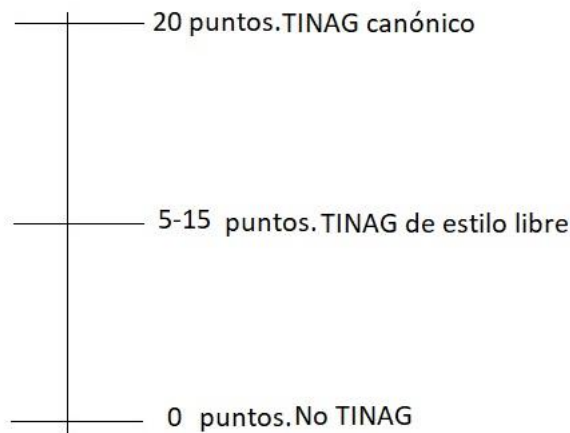 20 puntos.TINAG canónico
5-15 puntos.TINAG de estilo libre
0 puntos.No TINAG